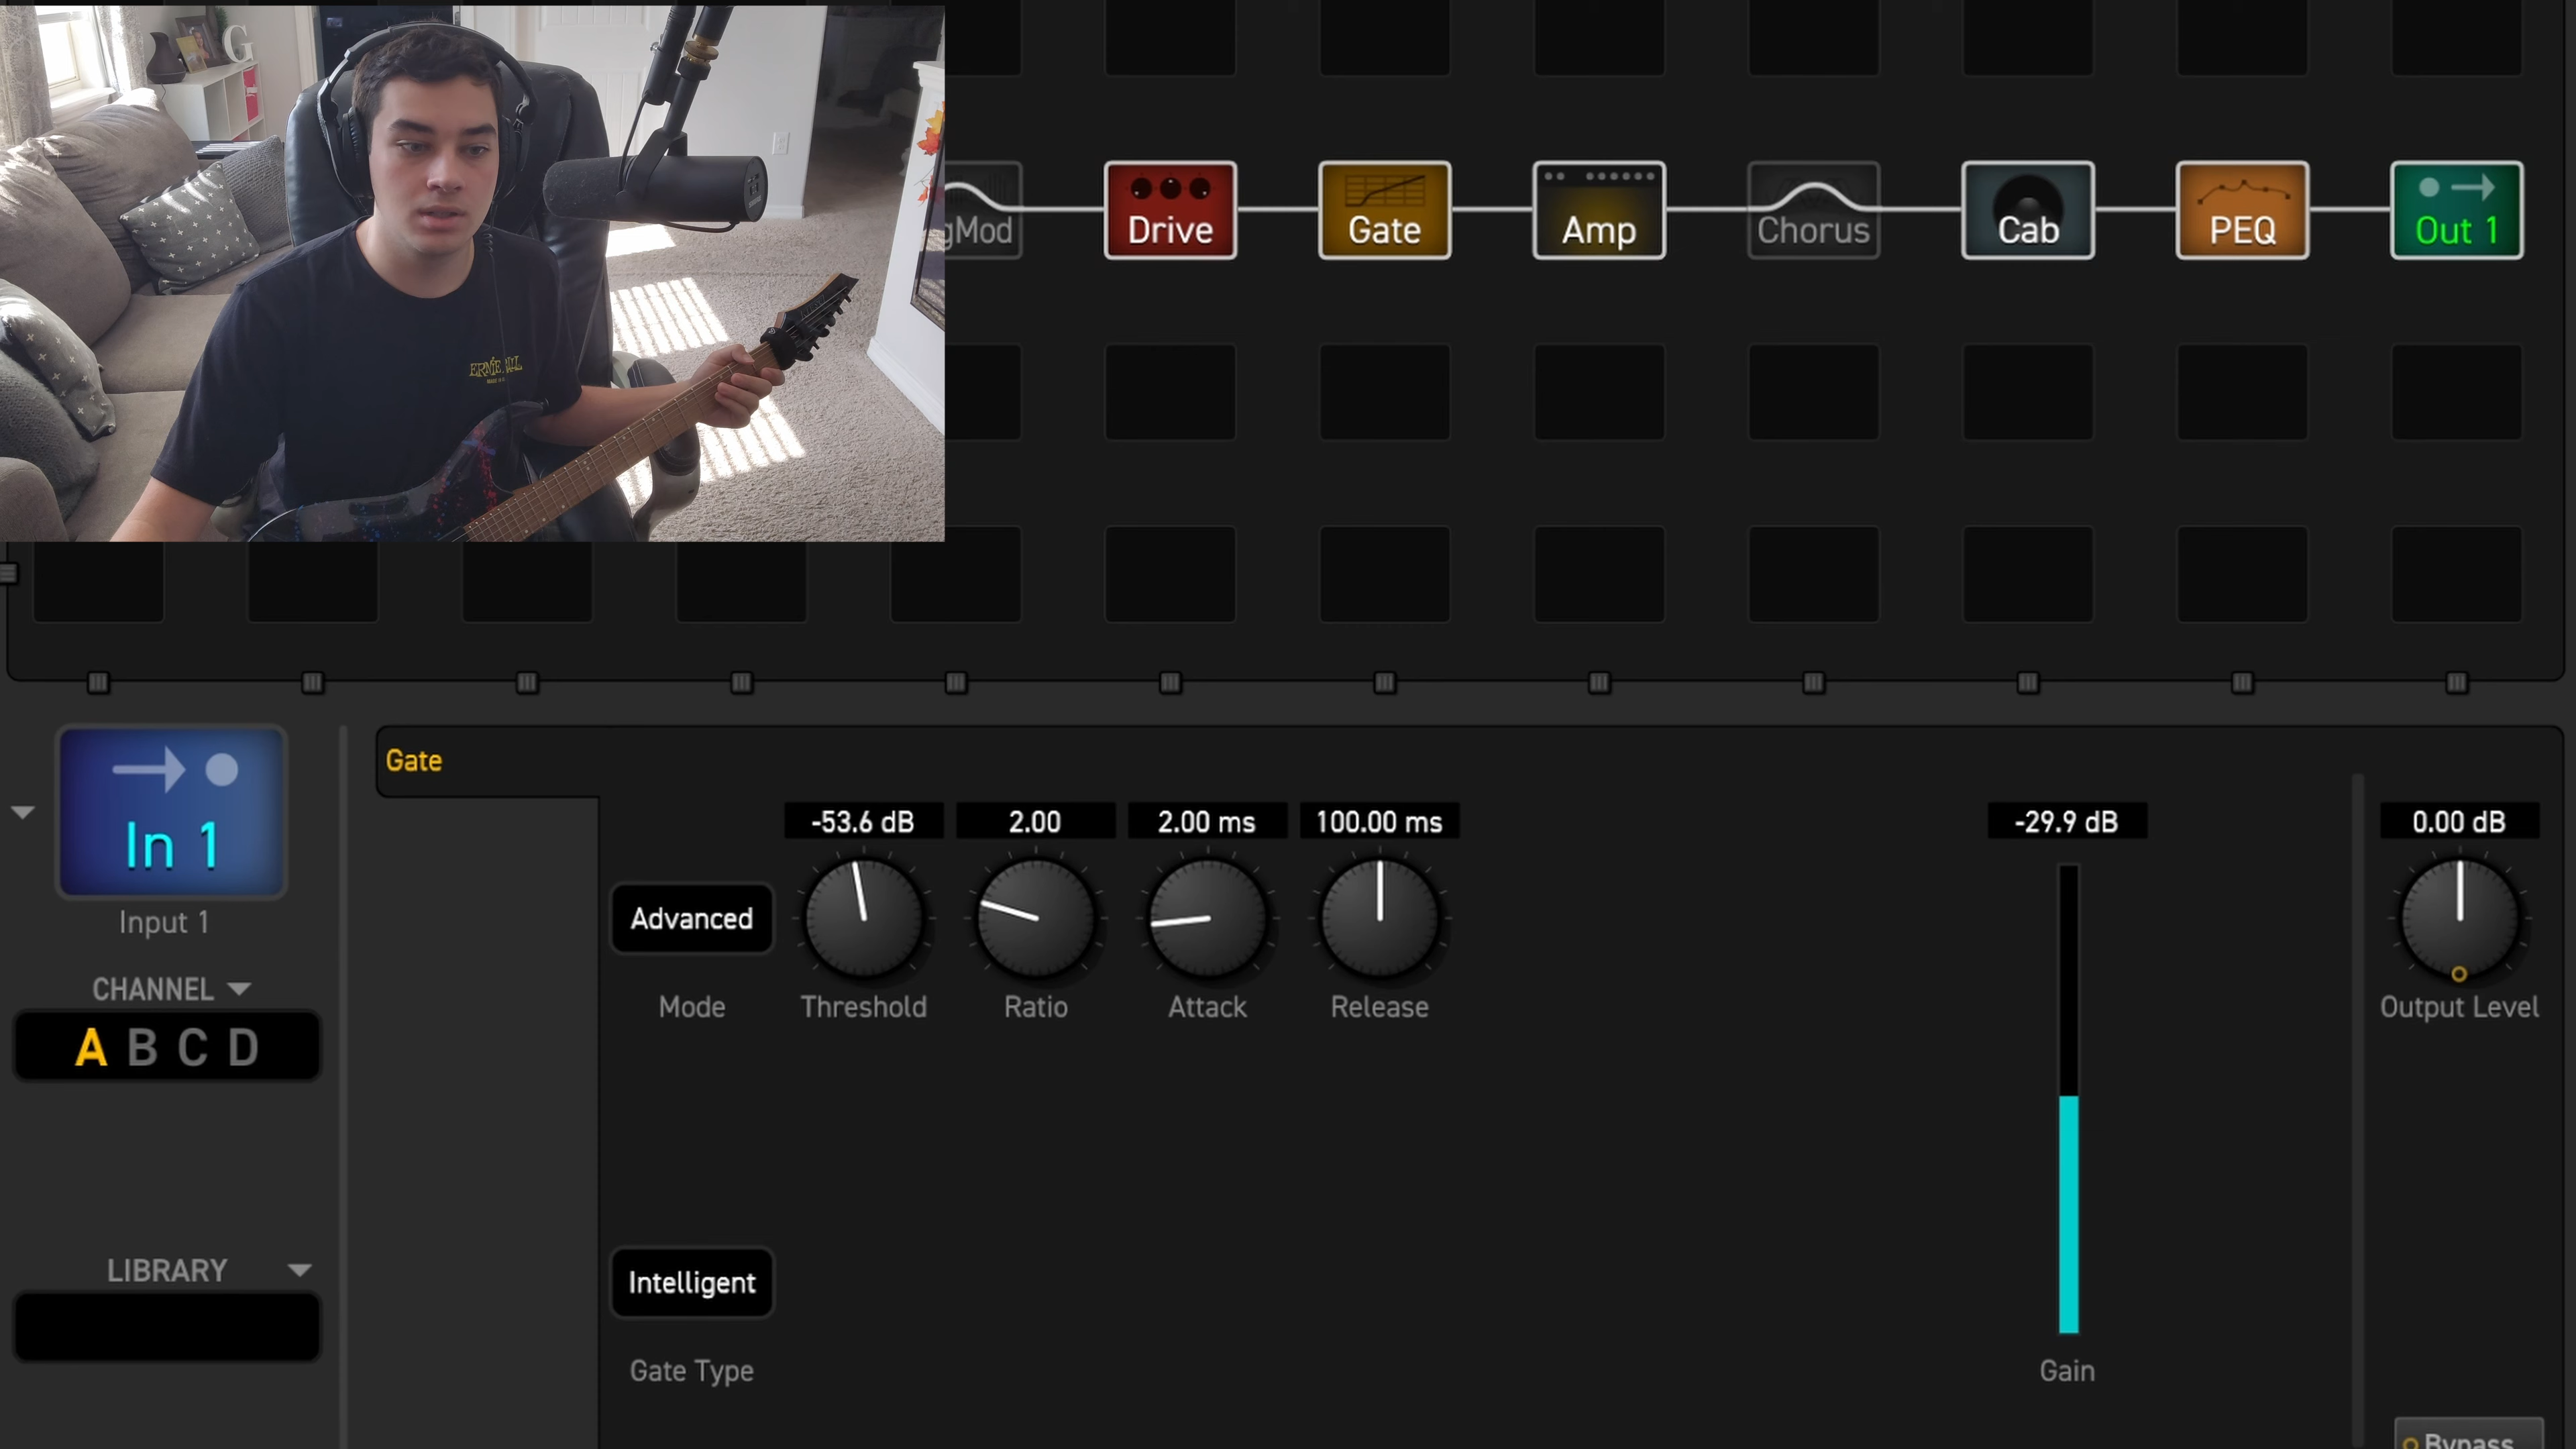 G
ERNIE BALL
gMod
Drive
Gate
Amp
Chorus
Cab
PEQ
Out 1
In 1
Input 1
CHANNEL
A B C D
LIBRARY
Gate
-53.6 dB
2.00
2.00 ms
100.00 ms
-29.9 dB
0.00 dB
Advanced
Mode
Threshold
Ratio
Attack
Release
Output Level
Intelligent
Gate Type
Gain
Bypass